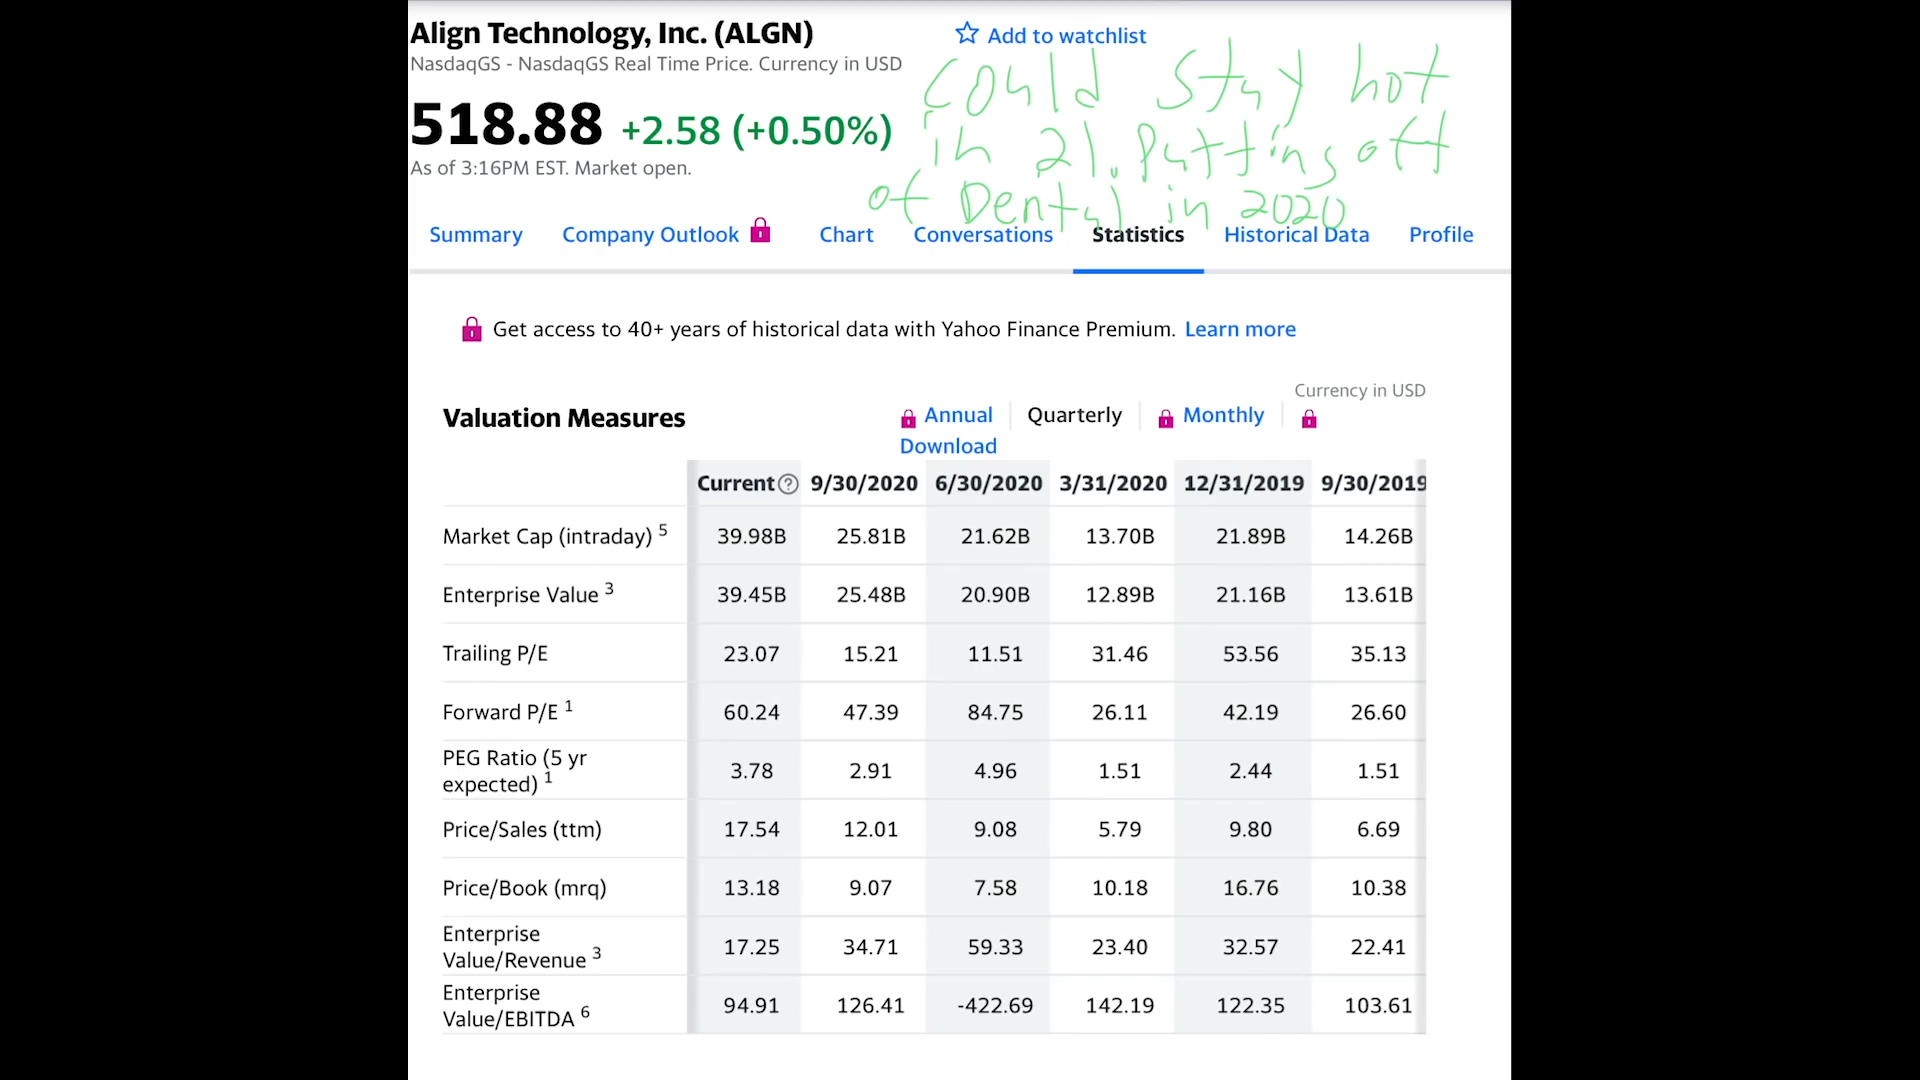 Align Technology, Inc. (ALGN)
Add to watchlist
NasdaqGS - NasdaqGS Real Time Price. Currency in USD
Could stay hot
518.88 +2.58 (+0.50%)
in 21. Putting off
As of 3:16PM EST. Market open.
of Dental in 2020
Summary Company Outlook Chart Conversations Statistics Historical Data Profile
Get access to 40+ years of historical data with Yahoo Finance Premium. Learn more
Currency in USD
Valuation Measures
Annual Quarterly Monthly
Download
Current ? 9/30/2020 6/30/2020 3/31/2020 12/31/2019 9/30/2019
Market Cap (intraday) 5 39.98B 25.81B 21.62B 13.70B 21.89B 14.26B
Enterprise Value 3 39.45B 25.48B 20.90B 12.89B 21.16B 13.61B
Trailing P/E 23.07 15.21 11.51 31.46 53.56 35.13
Forward P/E 1 60.24 47.39 84.75 26.11 42.19 26.60
PEG Ratio (5 yr
expected) 1 3.78 2.91 4.96 1.51 2.44 1.51
Price/Sales (ttm) 17.54 12.01 9.08 5.79 9.80 6.69
Price/Book (mrq) 13.18 9.07 7.58 10.18 16.76 10.38
Enterprise
Value/Revenue 3 17.25 34.71 59.33 23.40 32.57 22.41
Enterprise
Value/EBITDA 6 94.91 126.41 -422.69 142.19 122.35 103.61